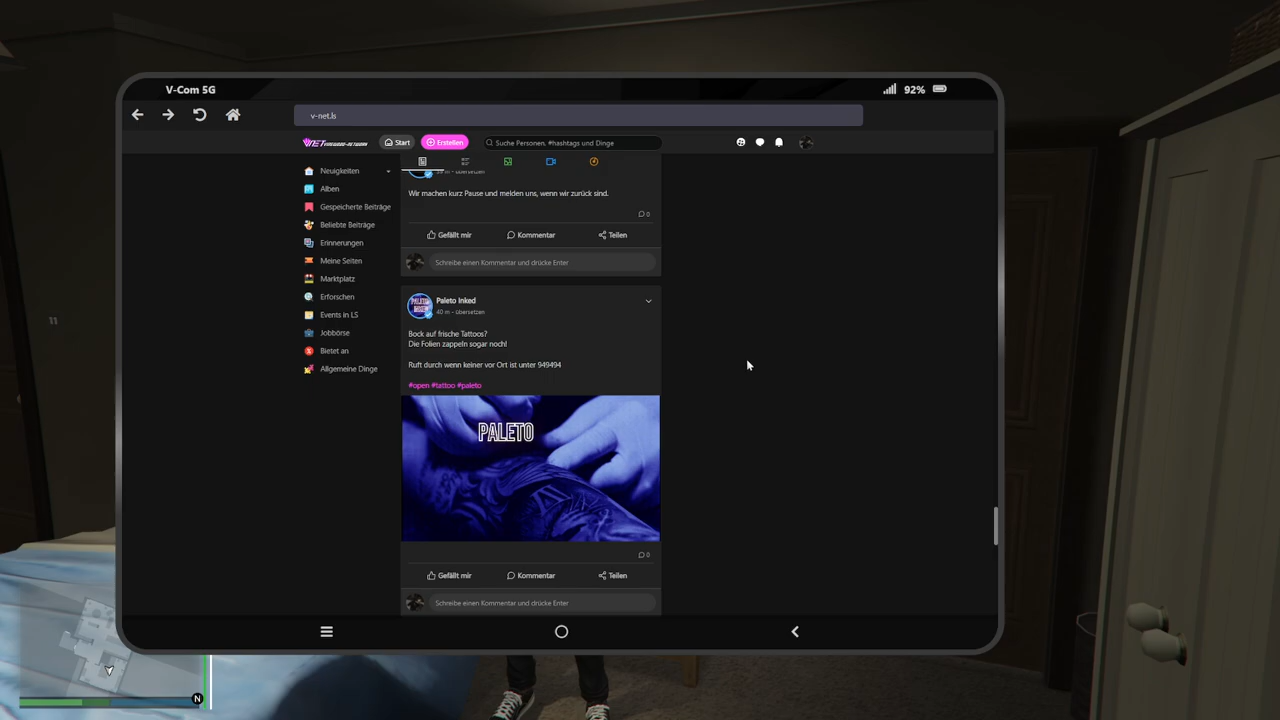 V-Com 5G
92%
v-net.ls
Start
Erstellen
Suche Personen, #hashtags und Dinge
Neuigkeiten
Alben
Gespeicherte Beiträge
Beliebte Beiträge
Erinnerungen
Meine Seiten
Marktplatz
Erforschen
Events in LS
Jobbörse
Bietet an
Allgemeine Dinge
m - übersetzen
Wir machen kurz Pause und melden uns, wenn wir zurück sind.
0
Gefällt mir
Kommentar
Teilen
Schreibe einen Kommentar und drücke Enter
Paleto Inked
40 m - übersetzen
Bock auf frische Tattoos?
Die Folien zappeln sogar noch!
Ruft durch wenn keiner vor Ort ist unter 949494
#open #tattoo #paleto
PALETO
0
Gefällt mir
Kommentar
Teilen
Schreibe einen Kommentar und drücke Enter
N